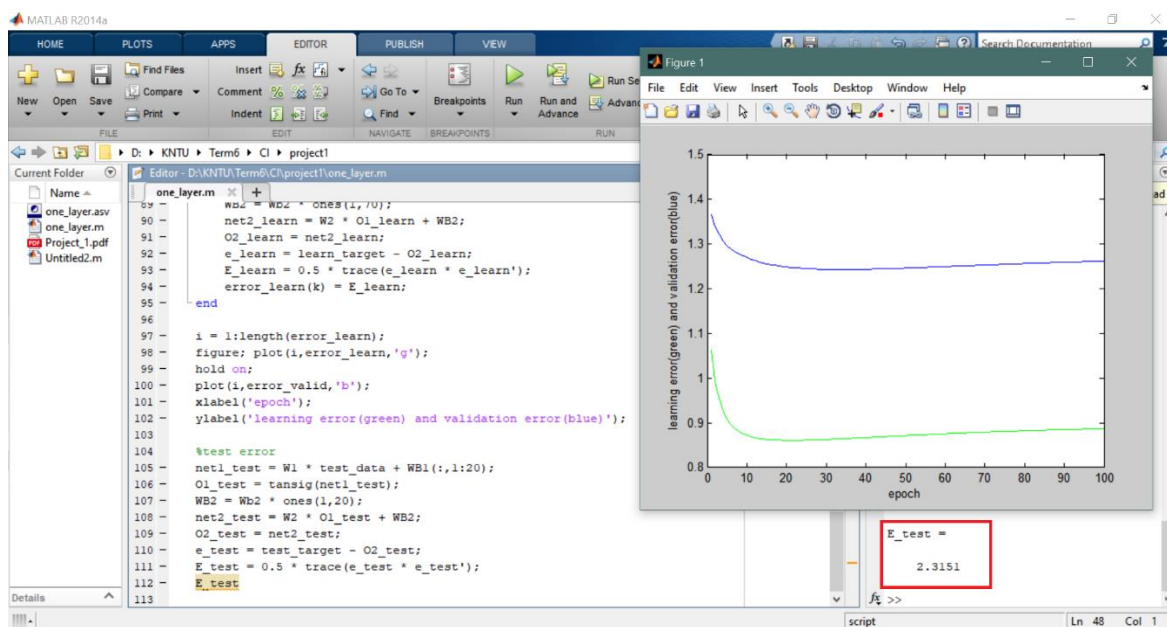 MATLAB R2014a
HOME PLOTS APPS EDITOR PUBLISH VIEW
Search Documentation
New Open Save
Find Files
Compare
Print
Insert fx
Comment
Indent
Go To
Find
Breakpoints
Run
Run and Advance
Run Se
Advanc
FILE EDIT NAVIGATE BREAKPOINTS RUN
D: KNTU Term6 CI project1
Current Folder
Name
one_layer.asv
one_layer.m
Project_1.pdf
Untitled2.m
Details
Editor - D:\KNTU\Term6\CI\project1\one_layer.m
one_layer.m
89 WB2 = Wb2 * ones(1,70);
90 net2_learn = W2 * O1_learn + WB2;
91 O2_learn = net2_learn;
92 e_learn = learn_target - O2_learn;
93 E_learn = 0.5 * trace(e_learn * e_learn');
94 error_learn(k) = E_learn;
95 end
96
97 i = 1:length(error_learn);
98 figure; plot(i,error_learn,'g');
99 hold on;
100 plot(i,error_valid,'b');
101 xlabel('epoch');
102 ylabel('learning error(green) and validation error(blue)');
103
104 %test error
105 net1_test = W1 * test_data + WB1(:,1:20);
106 O1_test = tansig(net1_test);
107 WB2 = Wb2 * ones(1,20);
108 net2_test = W2 * O1_test + WB2;
109 O2_test = net2_test;
110 e_test = test_target - O2_test;
111 E_test = 0.5 * trace(e_test * e_test');
112 E_test
113
Figure 1
File Edit View Insert Tools Desktop Window Help
learning error(green) and validation error(blue)
1.5
1.4
1.3
1.2
1.1
1
0.9
0.8
0 10 20 30 40 50 60 70 80 90 100
epoch
E_test =
2.3151
fx >>
script Ln 48 Col 1